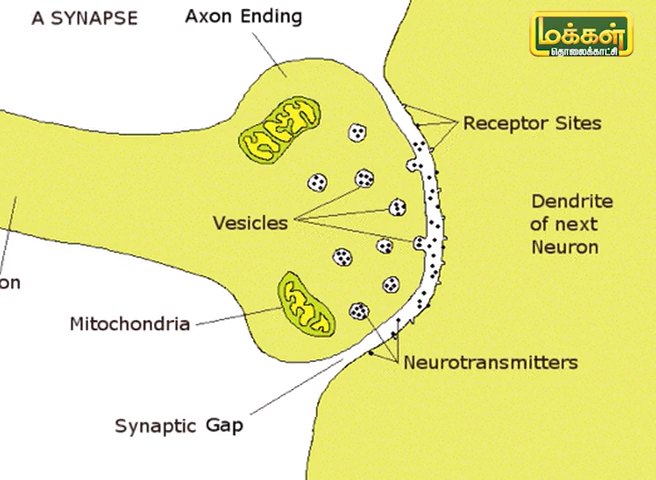 A SYNAPSE
Axon Ending
மக்கள்
தொலைக்காட்சி
Receptor Sites
Dendrite
of next
Neuron
Vesicles
on
Mitochondria
Neurotransmitters
Synaptic Gap